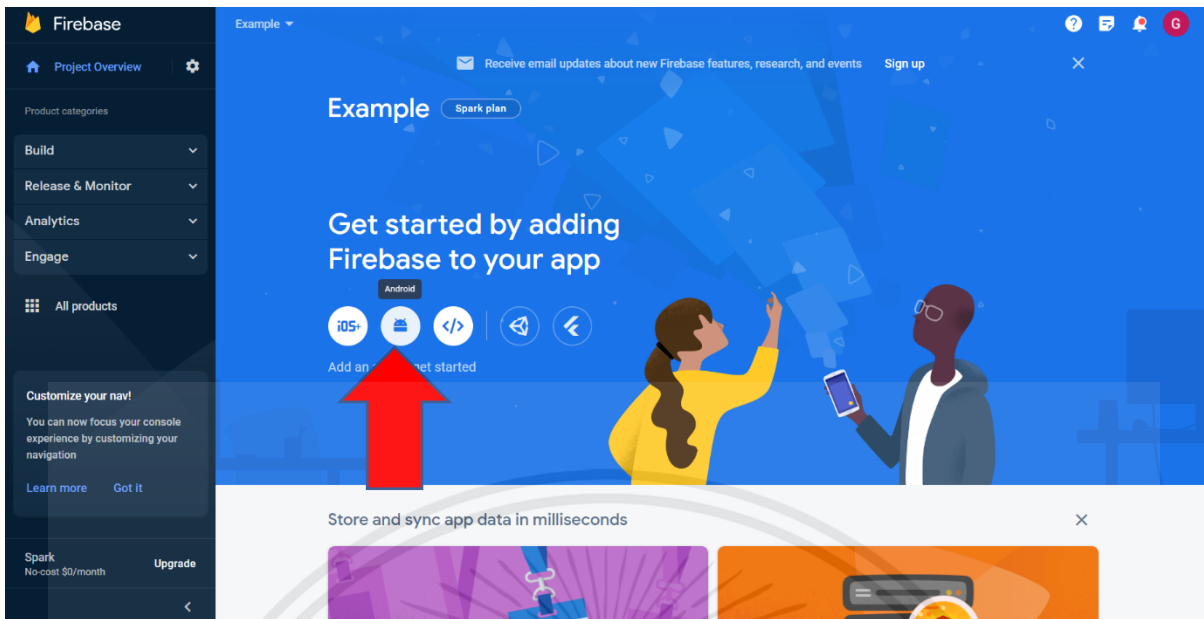 Firebase
Example
Project Overview
Receive email updates about new Firebase features, research, and events
Sign up
Product categories
Example
Spark plan
Build
Release & Monitor
Analytics
Engage
All products
Get started by adding
Firebase to your app
Android
iOS+
</>
Add an
get started
Customize your nav!
You can now focus your console
experience by customizing your
navigation
Learn more
Got it
Store and sync app data in milliseconds
Spark
No-cost $0/month
Upgrade
?
G